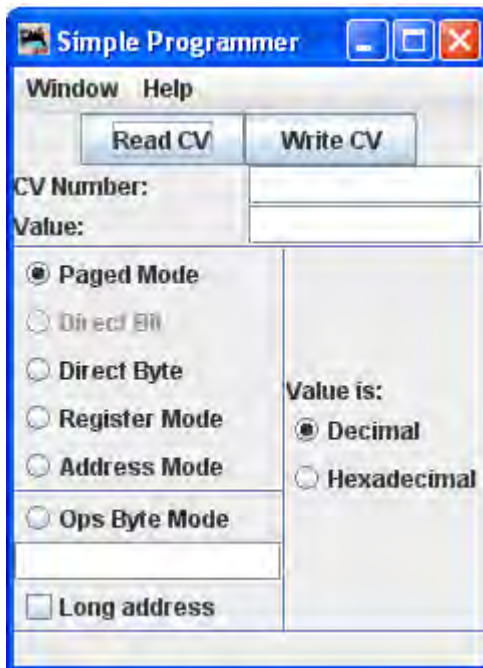 Simple Programmer
Window Help
Read CV Write CV
CV Number:
Value:
Paged Mode
Direct Bit
Direct Byte
Register Mode
Address Mode
Ops Byte Mode
Long address
Value is:
Decimal
Hexadecimal